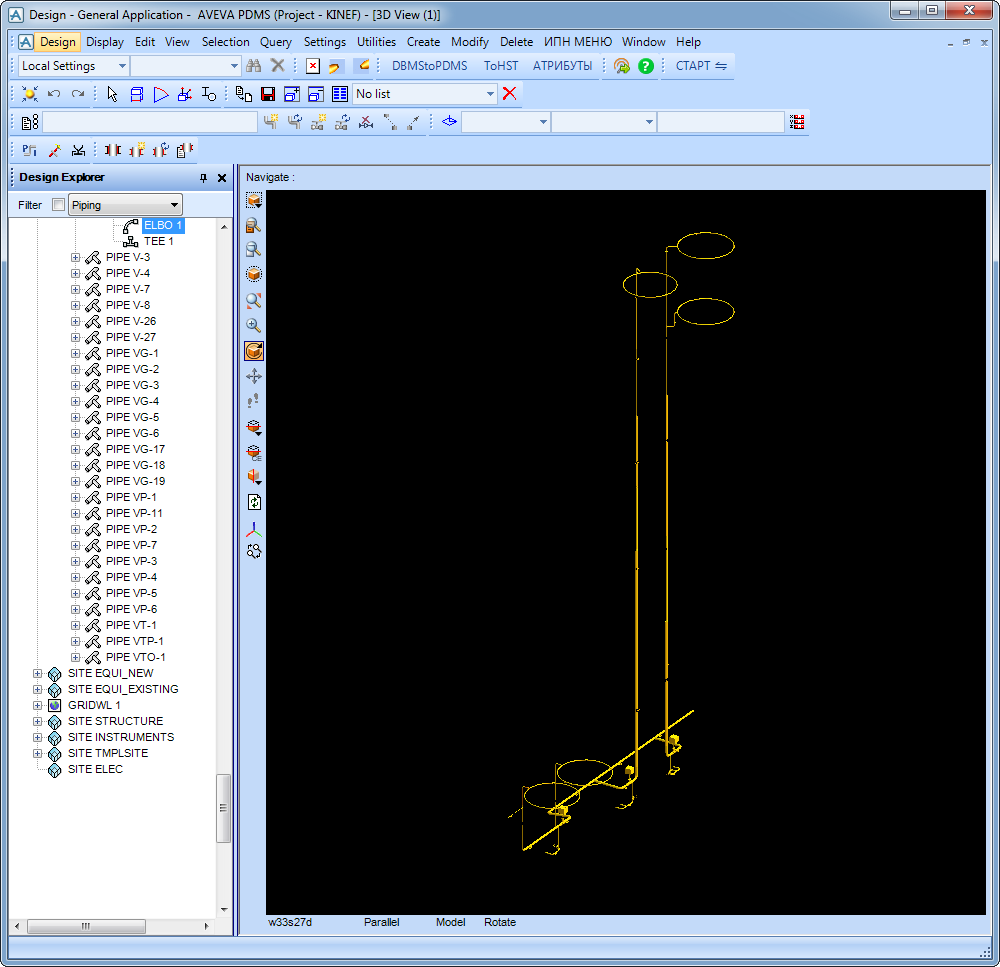 Design - General Application - AVEVA PDMS (Project - KINEF) - [3D View (1)]
Design Display Edit View Selection Query Settings Utilities Create Modify Delete ИПН МЕНЮ Window Help
Local Settings DBMStoPDMS ToHST АТРИБУТЫ СТАРТ
No list
Design Explorer
Navigate :
Filter Piping
ELBO 1
TEE 1
PIPE V-3
PIPE V-4
PIPE V-7
PIPE V-8
PIPE V-26
PIPE V-27
PIPE VG-1
PIPE VG-2
PIPE VG-3
PIPE VG-4
PIPE VG-5
PIPE VG-6
PIPE VG-17
PIPE VG-18
PIPE VG-19
PIPE VP-1
PIPE VP-11
PIPE VP-2
PIPE VP-7
PIPE VP-3
PIPE VP-4
PIPE VP-5
PIPE VP-6
PIPE VT-1
PIPE VTP-1
PIPE VTO-1
SITE EQUI_NEW
SITE EQUI_EXISTING
GRIDWL 1
SITE STRUCTURE
SITE INSTRUMENTS
SITE TMPLSITE
SITE ELEC
CE
w33s27d Parallel Model Rotate